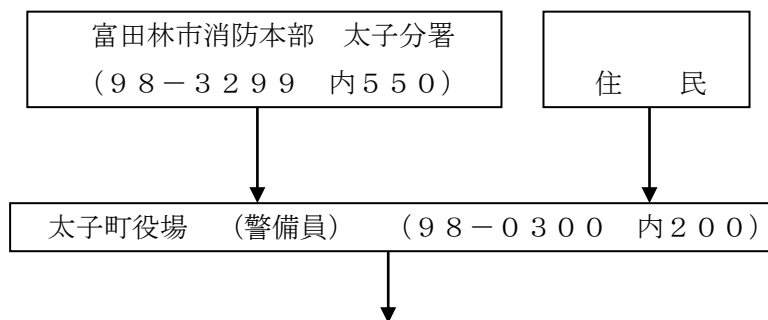 富田林市消防本部　太子分署
（９８－３２９９　内５５０）
住　　民
太子町役場　（警備員）　（９８－０３００　内２００）